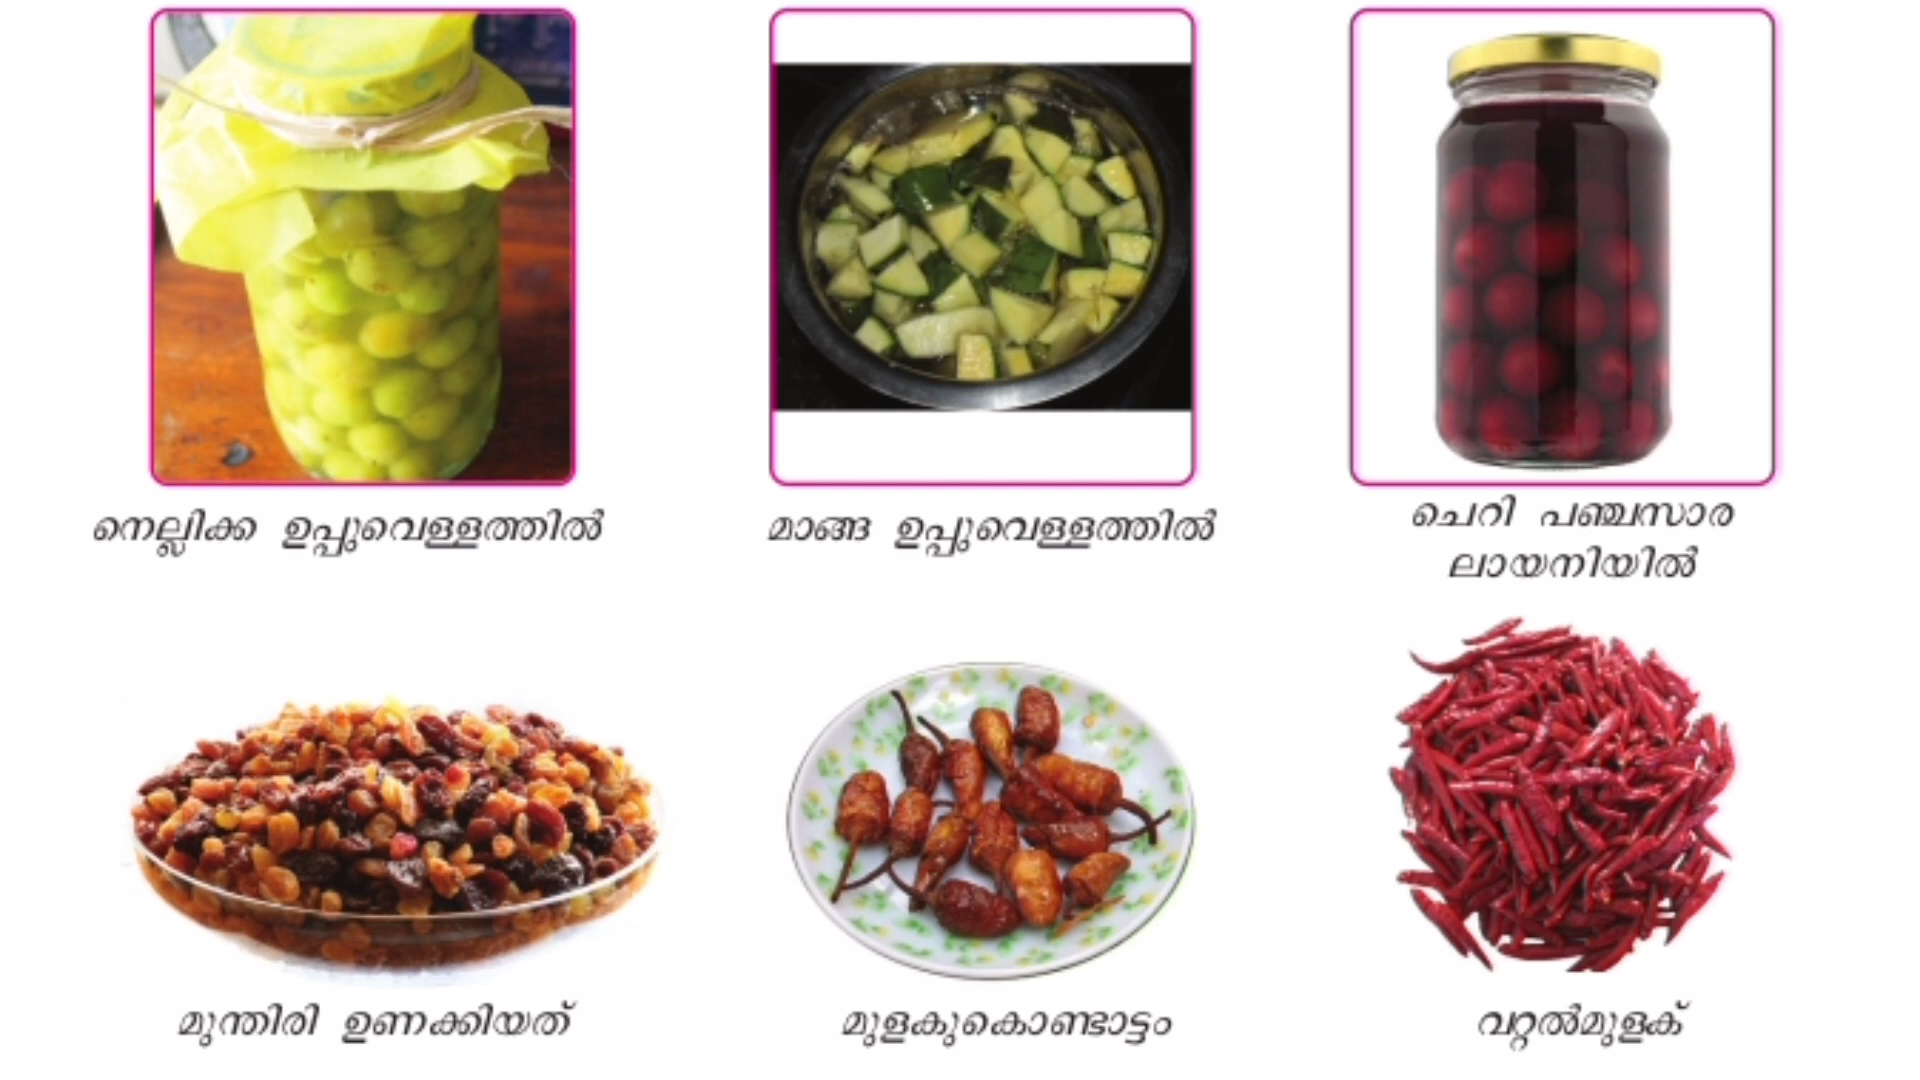 നെല്ലിക്ക ഉപ്പുവെള്ളത്തിൽ
മാങ്ങ ഉപ്പുവെള്ളത്തിൽ
ചെറി പഞ്ചസാര
ലായനിയിൽ
മുന്തിരി ഉണക്കിയത്
മുളകുകൊണ്ടാട്ടം
വറ്റൽമുളക്